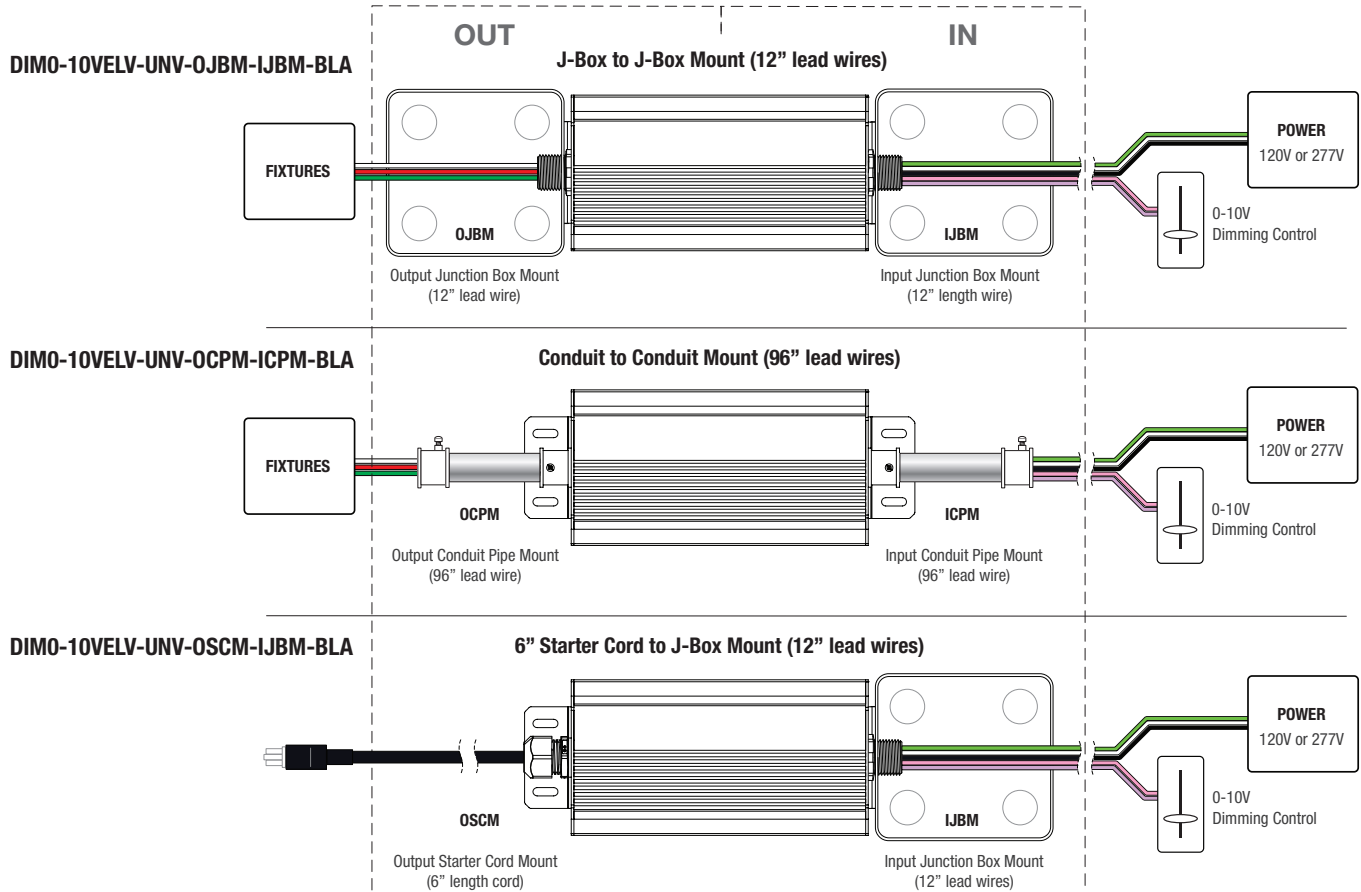 OUT
IN
DIM0-10VELV-UNV-OJBM-IJBM-BLA
J-Box to J-Box Mount (12” lead wires)
FIXTURES
OJBM
IJBM
POWER
120V or 277V
0-10V
Dimming Control
Output Junction Box Mount
(12” lead wire)
Input Junction Box Mount
(12” length wire)
DIM0-10VELV-UNV-OCPM-ICPM-BLA
Conduit to Conduit Mount (96” lead wires)
FIXTURES
OCPM
ICPM
POWER
120V or 277V
0-10V
Dimming Control
Output Conduit Pipe Mount
(96” lead wire)
Input Conduit Pipe Mount
(96” lead wire)
DIM0-10VELV-UNV-OSCM-IJBM-BLA
6” Starter Cord to J-Box Mount (12” lead wires)
OSCM
IJBM
POWER
120V or 277V
0-10V
Dimming Control
Output Starter Cord Mount
(6” length cord)
Input Junction Box Mount
(12” lead wires)